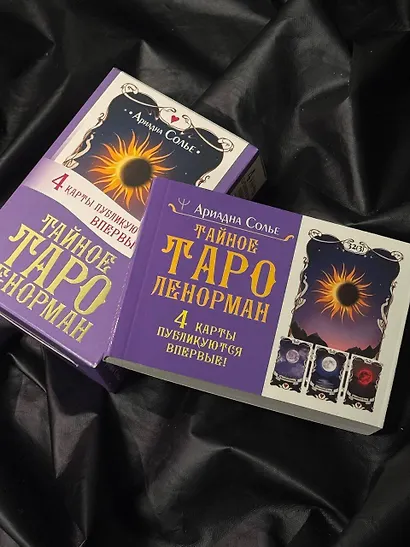 Ариадна Солье
4 КАРТЫ ПУБЛИКУЮ
ВПЕРВЫ
ТАЙНОЕ
ТАРО
ЛЕНОРМАН
Ариадна Солье
ТАЙНОЕ
ТАРО
ЛЕНОРМАН
4 КАРТЫ
ПУБЛИКУЮТСЯ
ВПЕРВЫЕ!